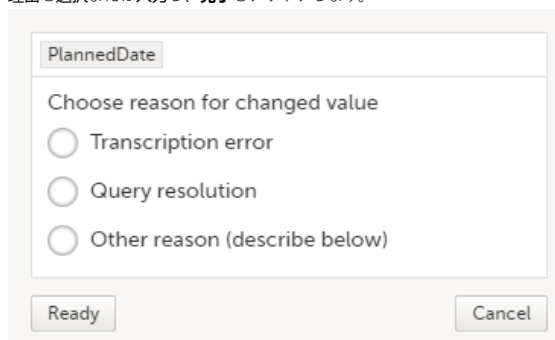 PlannedDate
Choose reason for changed value
Transcription error
Query resolution
Other reason (describe below)
Ready
Cancel